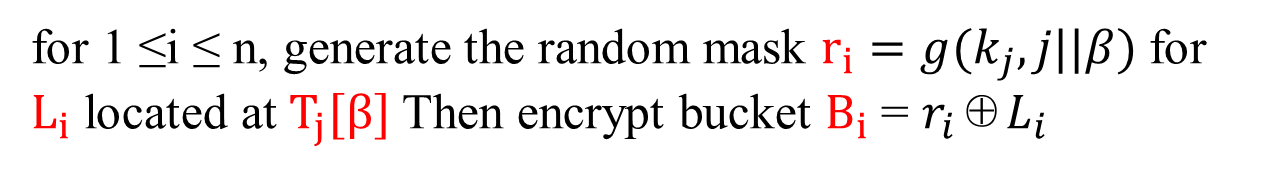 for 1 ≤i ≤ n, generate the random mask rᵢ = g(kⱼ, j||β) for
Lᵢ located at Tⱼ[β] Then encrypt bucket Bᵢ = rᵢ ⊕ Lᵢ